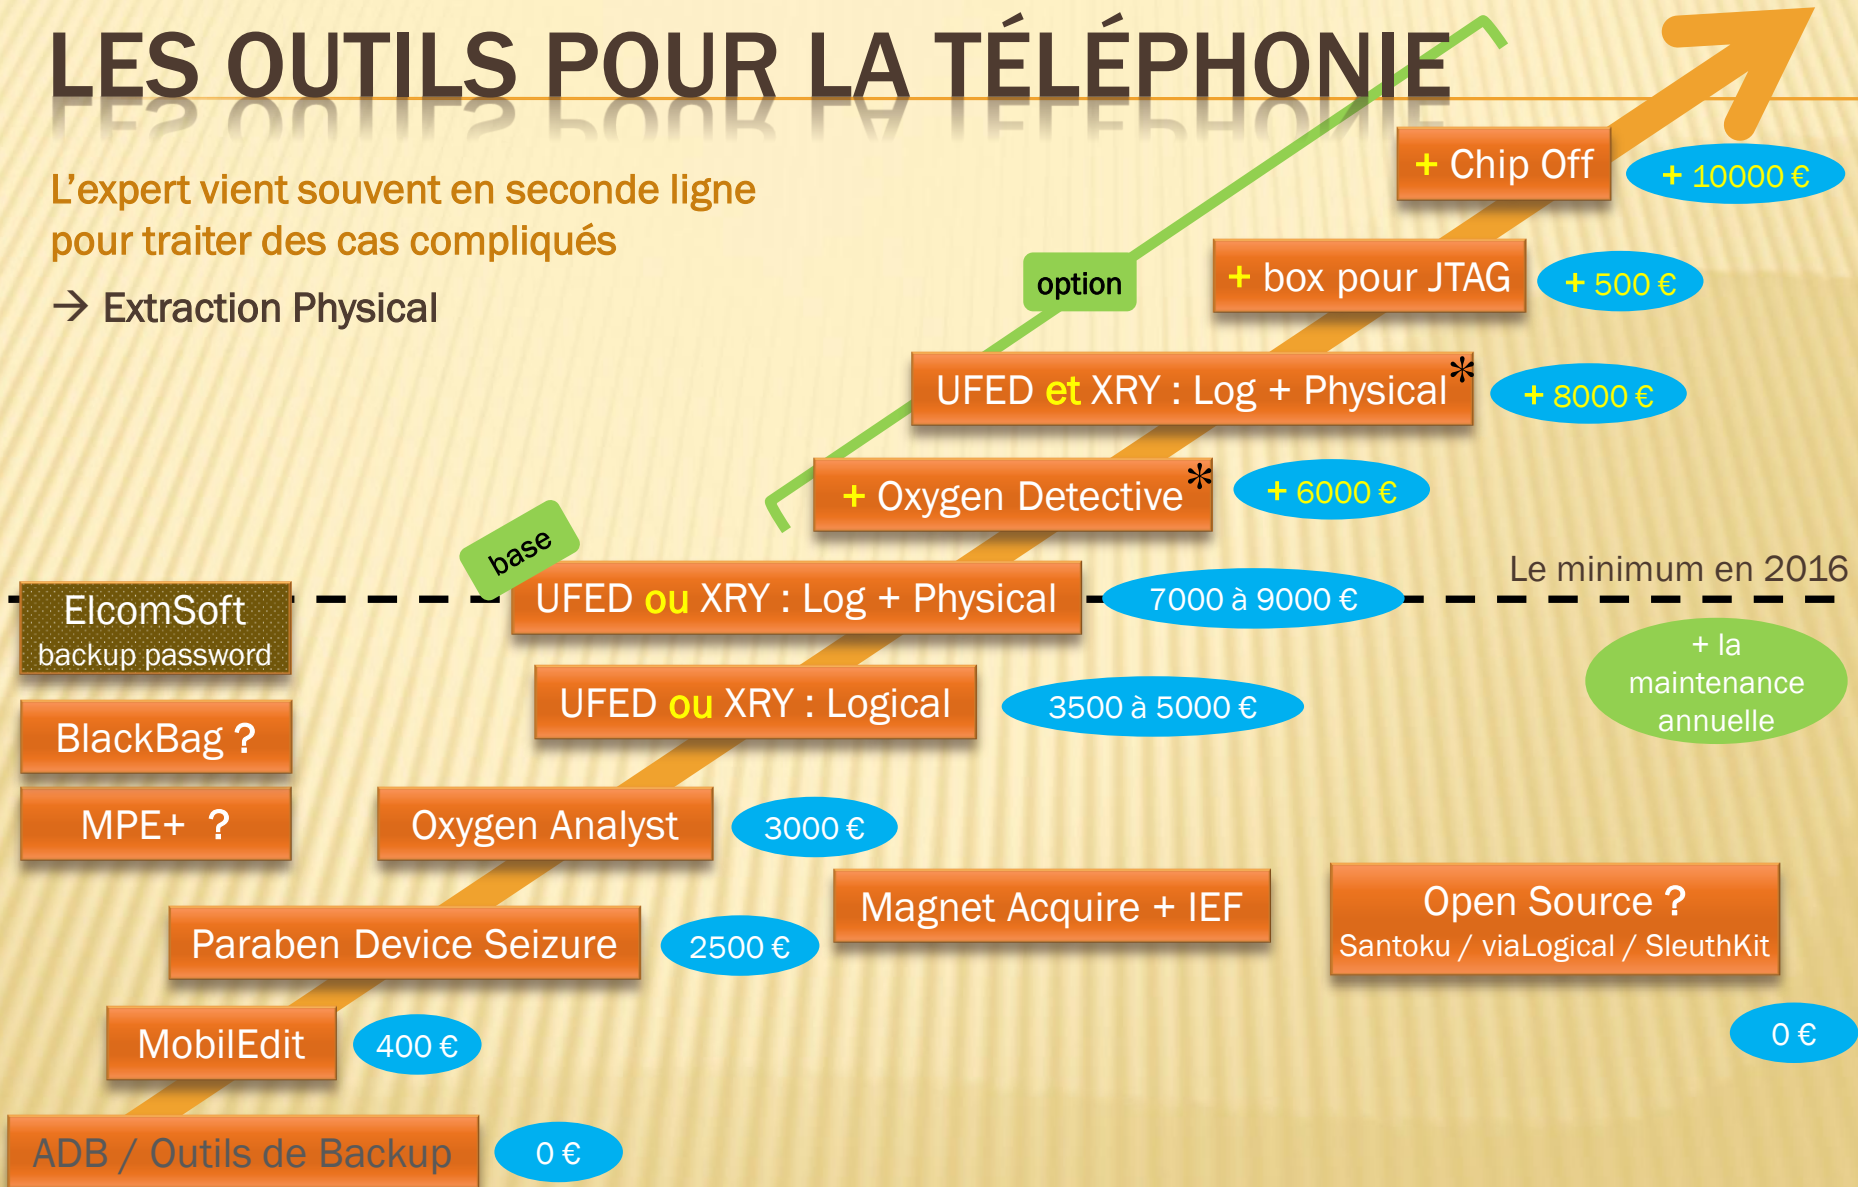 LES OUTILS POUR LA TÉLÉPHONIE
L'expert vient souvent en seconde ligne
pour traiter des cas compliqués
→ Extraction Physical
+ Chip Off
+ 10000 €
option
+ box pour JTAG
+ 500 €
UFED et XRY : Log + Physical*
+ 8000 €
+ Oxygen Detective*
+ 6000 €
base
Le minimum en 2016
UFED ou XRY : Log + Physical
7000 à 9000 €
ElcomSoft
backup password
+ la
maintenance
annuelle
UFED ou XRY : Logical
3500 à 5000 €
BlackBag ?
MPE+ ?
Oxygen Analyst
3000 €
Magnet Acquire + IEF
Open Source ?
Santoku / viaLogical / SleuthKit
Paraben Device Seizure
2500 €
MobilEdit
400 €
0 €
ADB / Outils de Backup
0 €